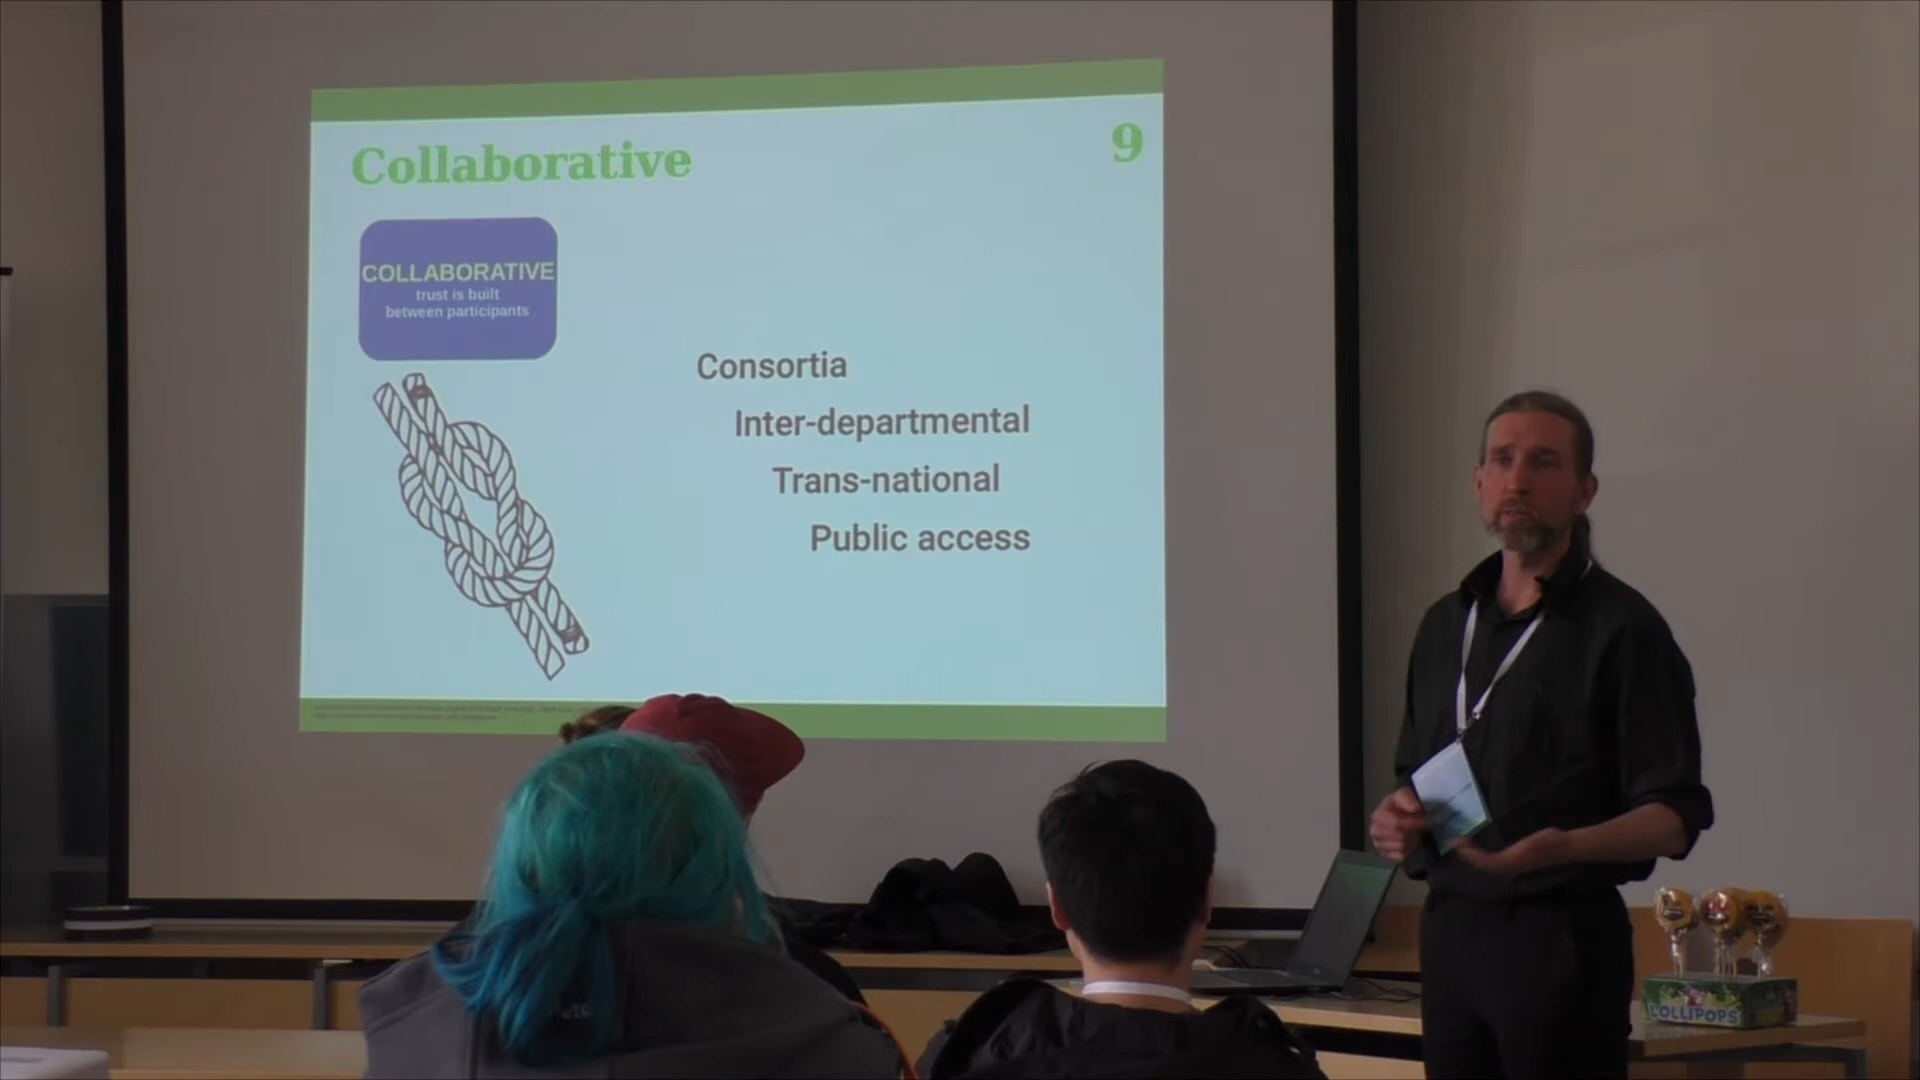 Collaborative
9
COLLABORATIVE
trust is built
between participants
Consortia
Inter-departmental
Trans-national
Public access
LOLLIPOPS